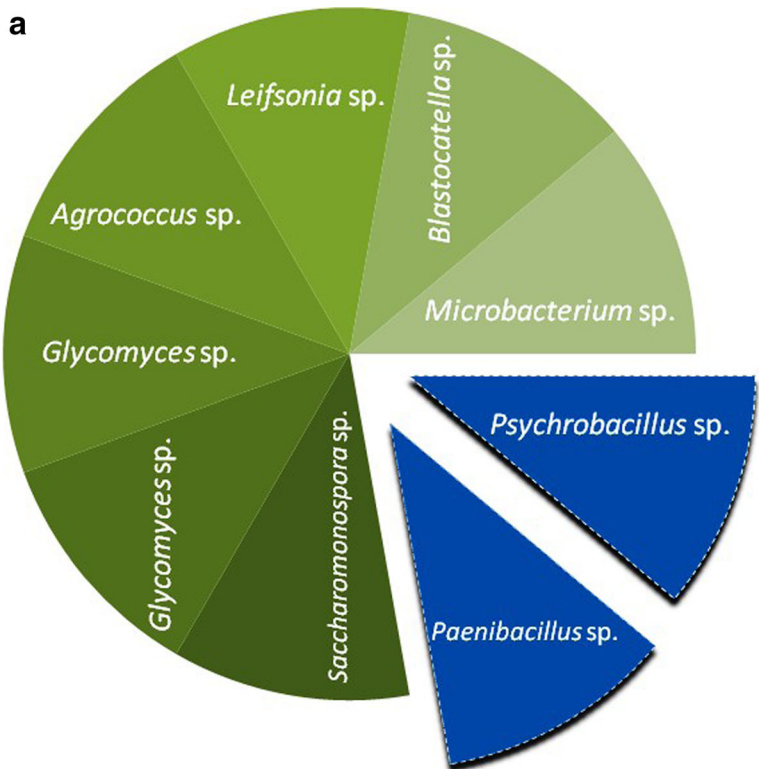 a
Leifsonia sp.
Blastocatella sp.
Agrococcus sp.
Microbacterium sp.
Glycomyces sp.
Psychrobacillus sp.
Glycomyces sp.
Saccharomonospora sp.
Paenibacillus sp.